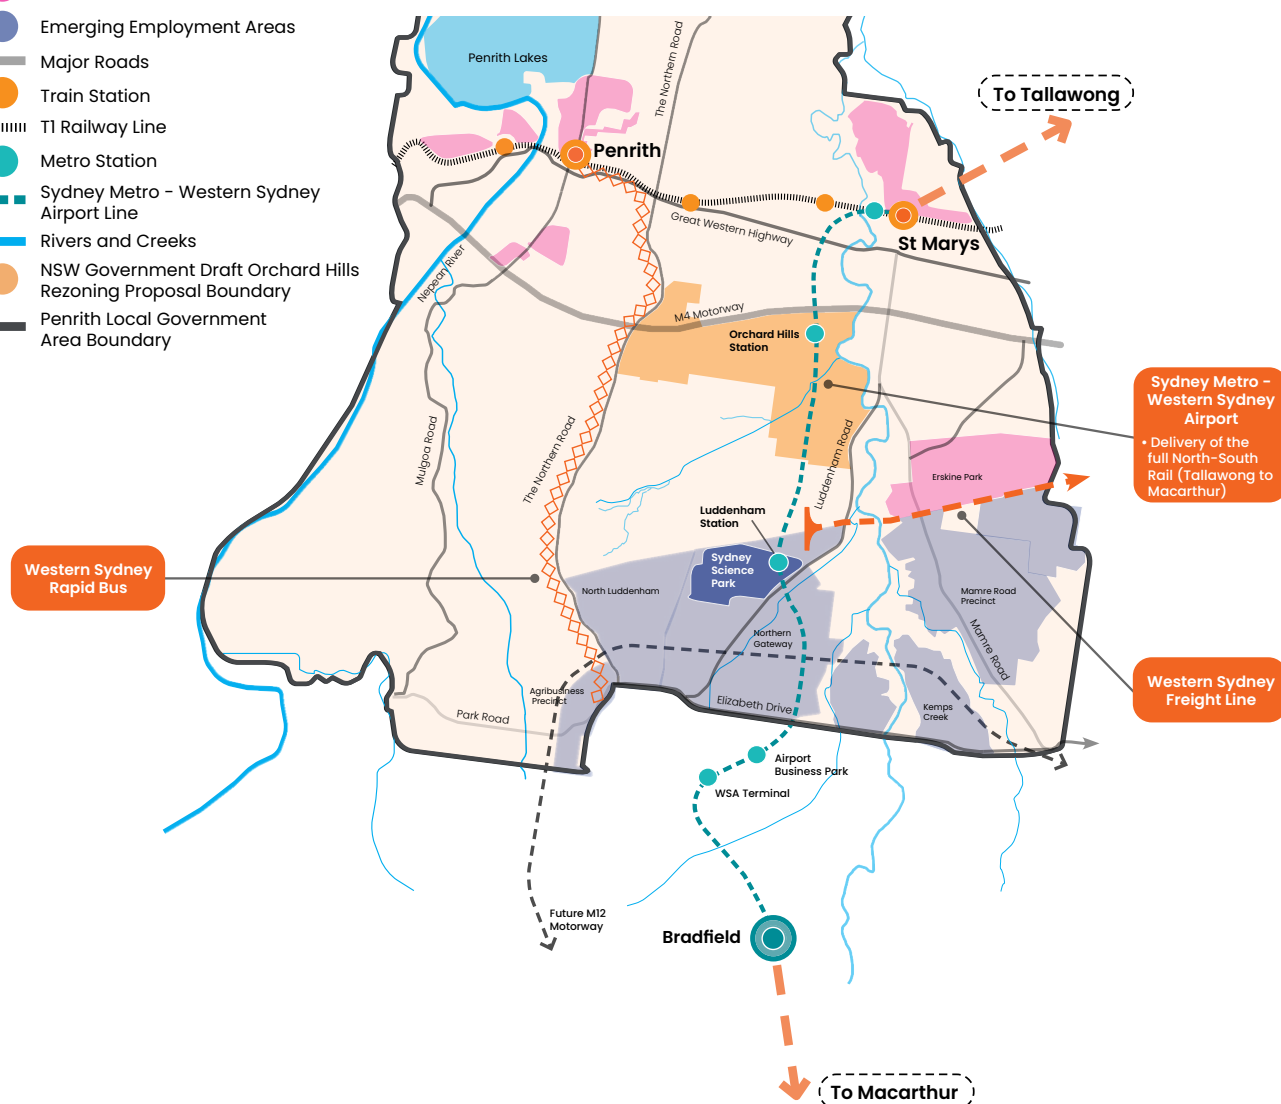 Emerging Employment Areas
Major Roads
Train Station
T1 Railway Line
Metro Station
Sydney Metro - Western Sydney
Airport Line
Rivers and Creeks
NSW Government Draft Orchard Hills
Rezoning Proposal Boundary
Penrith Local Government
Area Boundary
Penrith Lakes
The Northern Road
To Tallawong
Penrith
Great Western Highway
St Marys
Nepean River
M4 Motorway
Orchard Hills
Station
Sydney Metro -
Western Sydney
Airport
• Delivery of the
full North-South
Rail (Tallawong to
Macarthur)
Mulgoa Road
The Northern Road
Luddenham Road
Erskine Park
Luddenham
Station
Western Sydney
Rapid Bus
Sydney
Science
Park
North Luddenham
Mamre Road
Precinct
Northern
Gateway
Mamre Road
Western Sydney
Freight Line
Agribusiness
Precinct
Park Road
Elizabeth Drive
Kemps
Creek
Airport
Business Park
WSA Terminal
Future M12
Motorway
Bradfield
To Macarthur